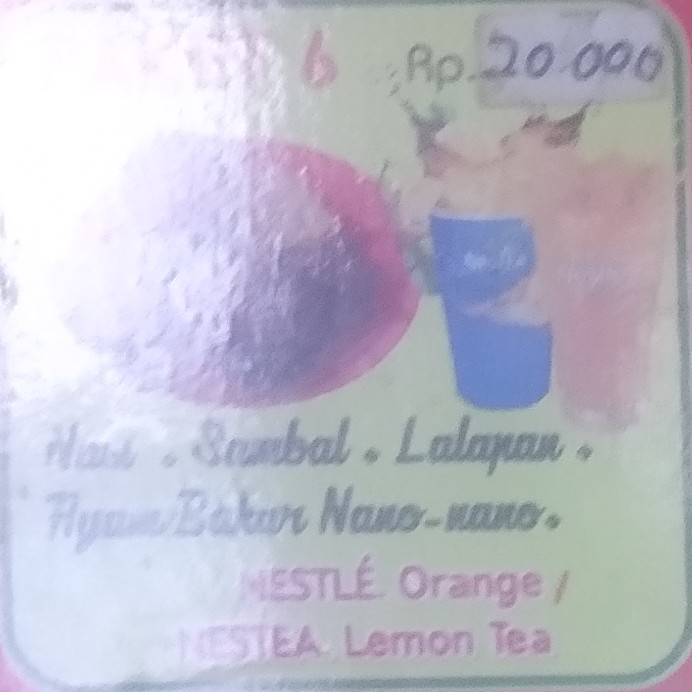 6 Rp. 20 000
Nasi . Sambal . Lalapan .
Ayam Bakar Nano-nano.
NESTLÉ Orange /
NESTEA Lemon Tea